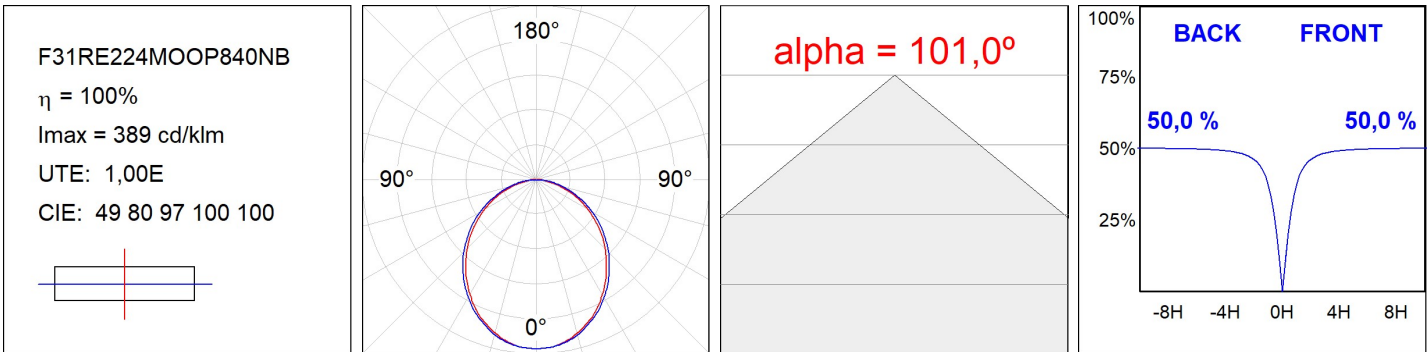 F31RE224MOOP840NB
η = 100%
Imax = 389 cd/klm
UTE: 1,00E
CIE: 49 80 97 100 100
180°
90° 90°
0°
alpha = 101,0º
100%
BACK FRONT
75%
50,0 % 50,0 %
50%
25%
-8H -4H 0H 4H 8H